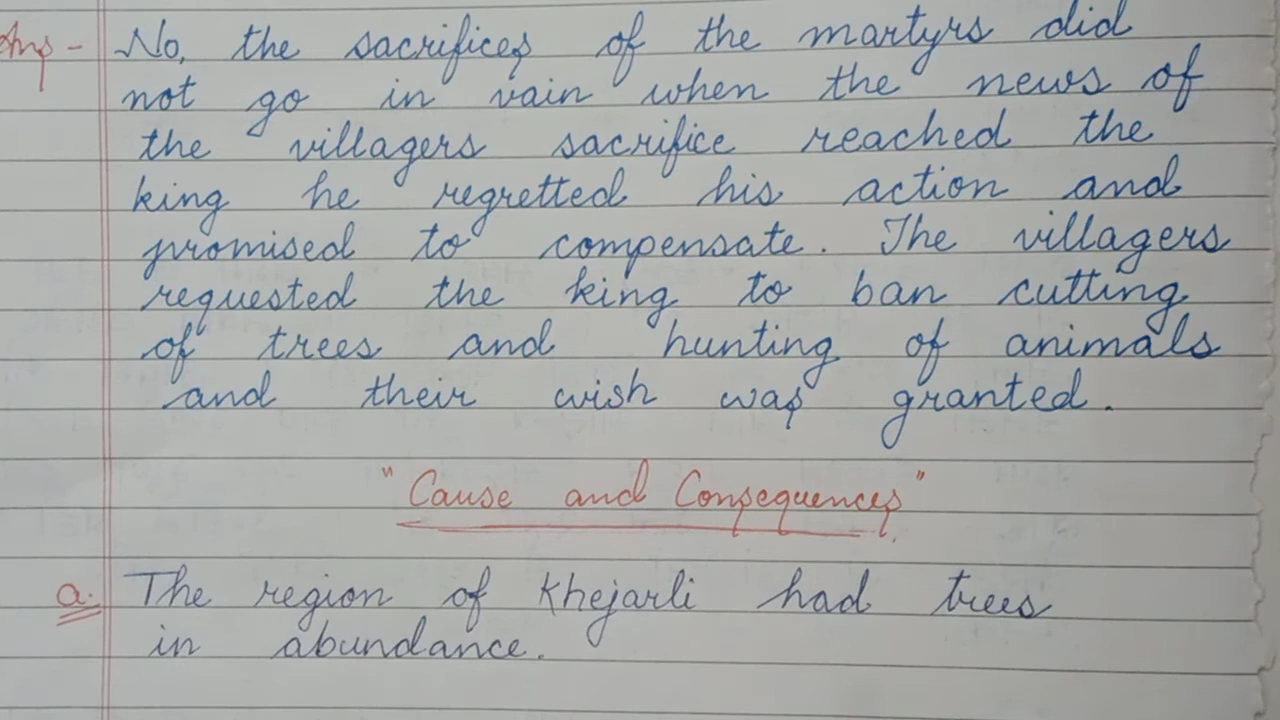 Ans - No, the sacrifices of the martyrs did
not go in vain when the news of
the villagers sacrifice reached the
king he regretted his action and
promised to compensate. The villagers
requested the king to ban cutting
of trees and hunting of animals
and their wish was granted.
"Cause and Consequences"
a. The region of Khejarli had trees
in abundance.